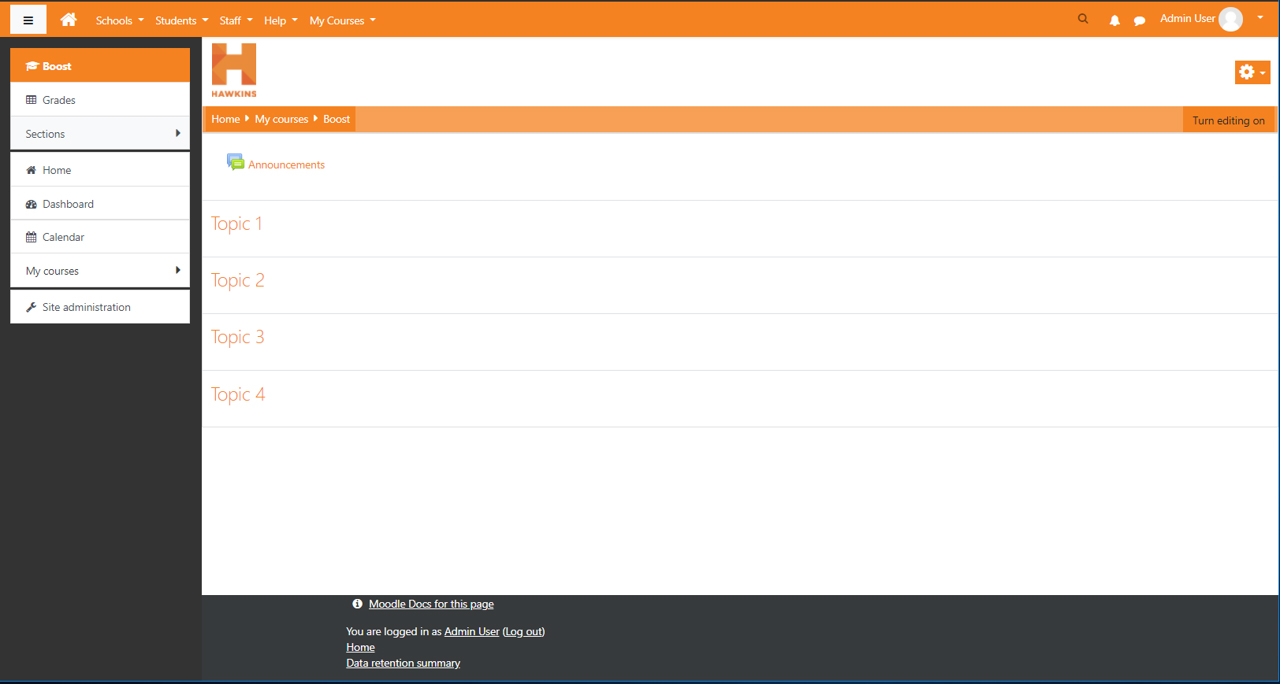 Schools Students Staff Help My Courses Admin User
Boost
Grades
Sections
Home
Dashboard
Calendar
My courses
Site administration
HAWKINS
Home My courses Boost Turn editing on
Announcements
Topic 1
Topic 2
Topic 3
Topic 4
Moodle Docs for this page
You are logged in as Admin User (Log out)
Home
Data retention summary